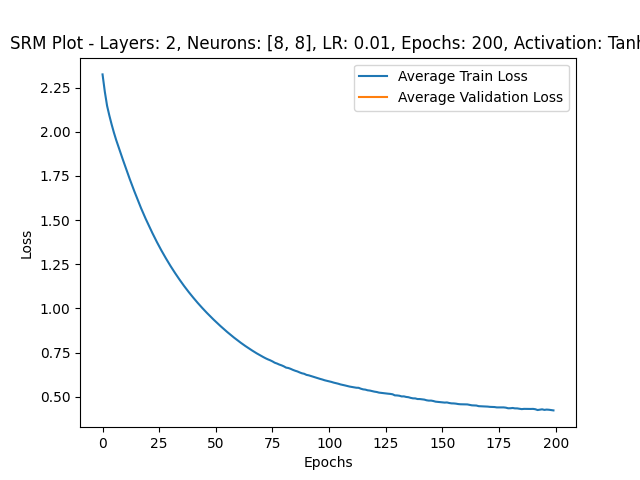 SRM Plot - Layers: 2, Neurons: [8, 8], LR: 0.01, Epochs: 200, Activation: Tanh
Average Train Loss
Average Validation Loss
2.25
2.00
1.75
1.50
1.25
1.00
0.75
0.50
Loss
0 25 50 75 100 125 150 175 200
Epochs